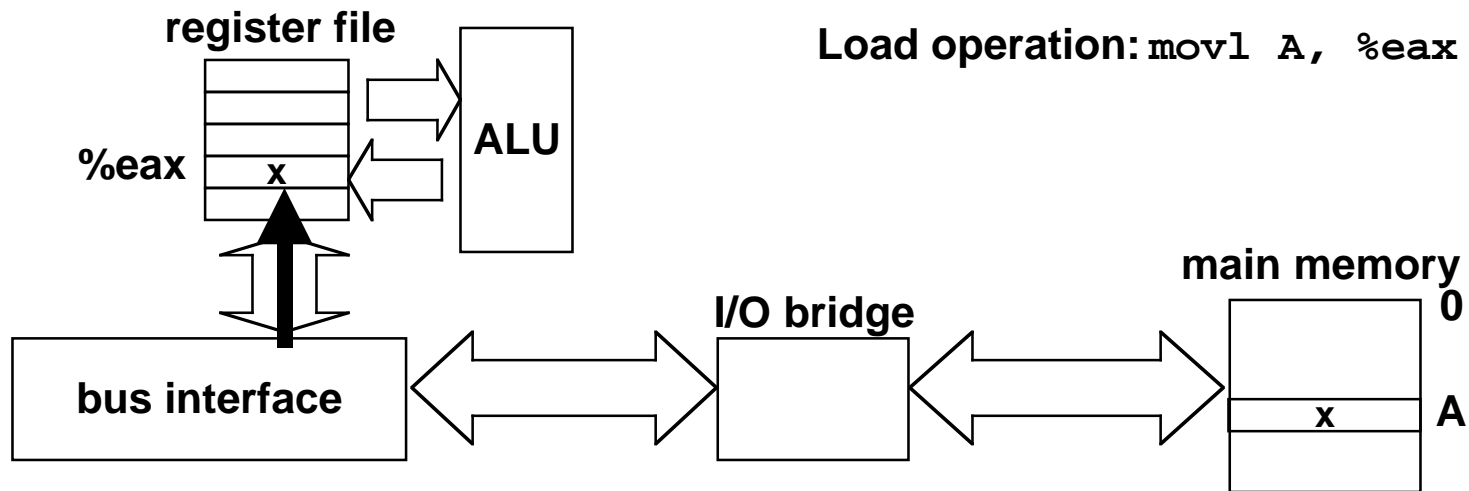 register file
Load operation: movl A, %eax
ALU
%eax
x
main memory
I/O bridge
0
bus interface
x
A